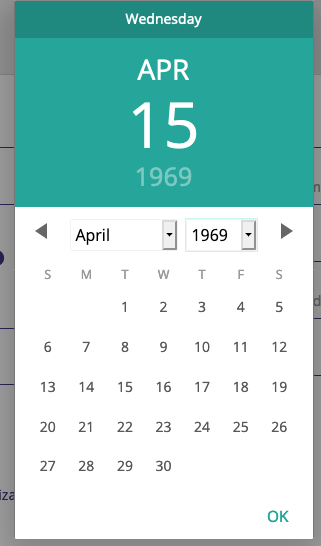 Wednesday
APR
15
1969
April 1969
S M T W T F S
1 2 3 4 5
6 7 8 9 10 11 12
13 14 15 16 17 18 19
20 21 22 23 24 25 26
27 28 29 30
iza
OK
n
d